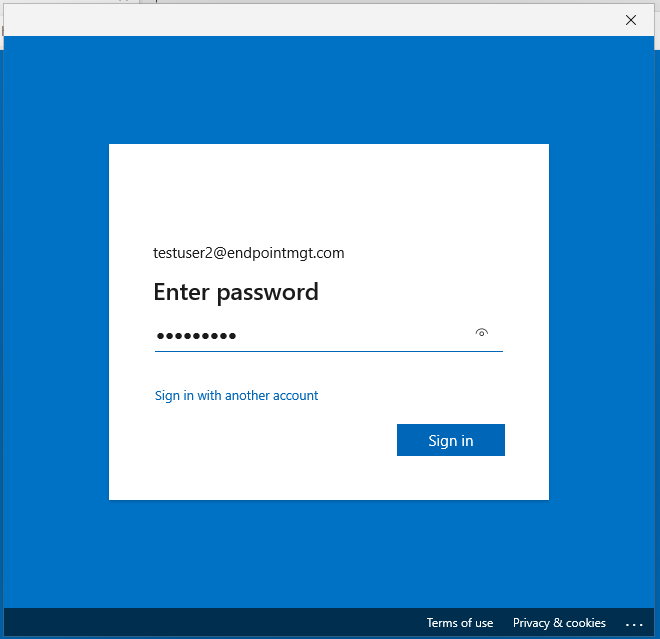 testuser2@endpointmgt.com
Enter password
●●●●●●●●●
Sign in with another account
Sign in
Terms of use Privacy & cookies ...